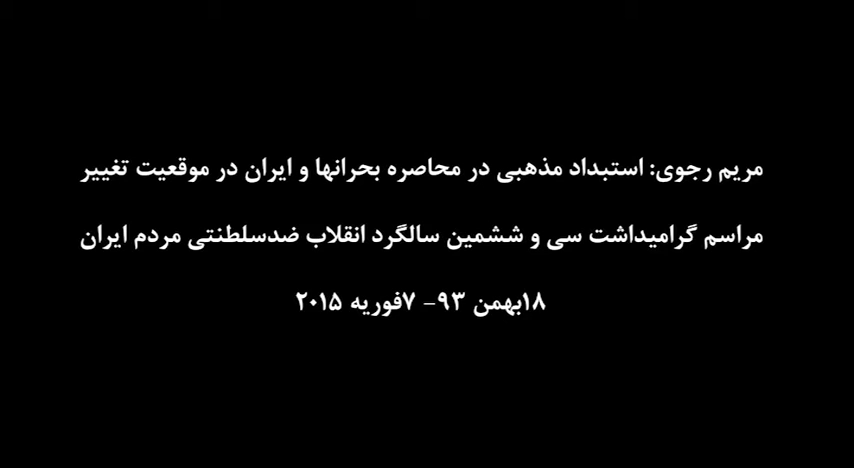 مریم رجوی: استبداد مذهبی در محاصره بحرانها و ایران در موقعیت تغییر
مراسم گرامیداشت سی و ششمین سالگرد انقلاب ضدسلطنتی مردم ایران
۱۸بهمن ۹۳- ۷فوریه ۲۰۱۵